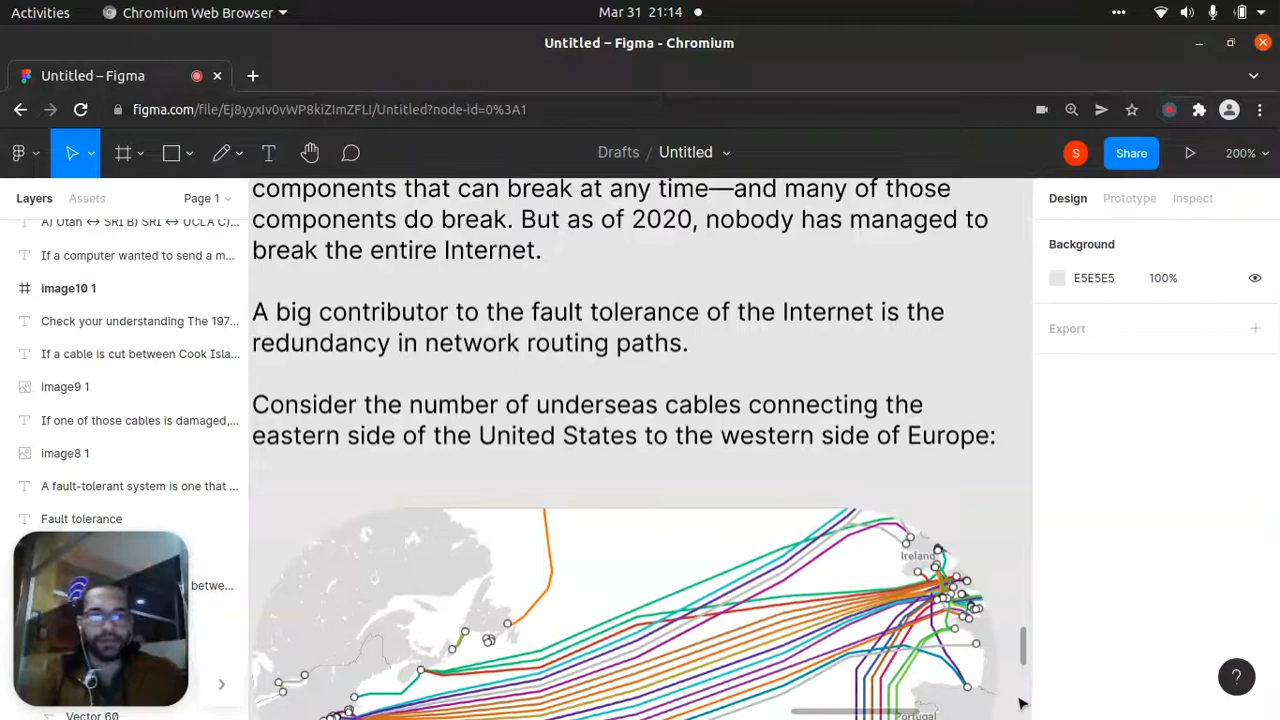 Activities
Chromium Web Browser
Mar 31 21:14
Untitled – Figma - Chromium
Untitled – Figma
figma.com/file/Ej8yyxIv0vWP8kiZImZFLI/Untitled?node-id=0%3A1
Drafts / Untitled
S
Share
200%
Layers
Assets
Page 1
A) Utah ↔ SRI B) SRI ↔ UCLA C)...
If a computer wanted to send a m...
image10 1
Check your understanding The 197...
If a cable is cut between Cook Isla...
image9 1
If one of those cables is damaged,...
image8 1
A fault-tolerant system is one that ...
Fault tolerance
betwe...
Vector 60
components that can break at any time—and many of those
components do break. But as of 2020, nobody has managed to
break the entire Internet.
A big contributor to the fault tolerance of the Internet is the
redundancy in network routing paths.
Consider the number of underseas cables connecting the
eastern side of the United States to the western side of Europe:
Ireland
Portugal
Design
Prototype
Inspect
Background
E5E5E5
100%
Export
?